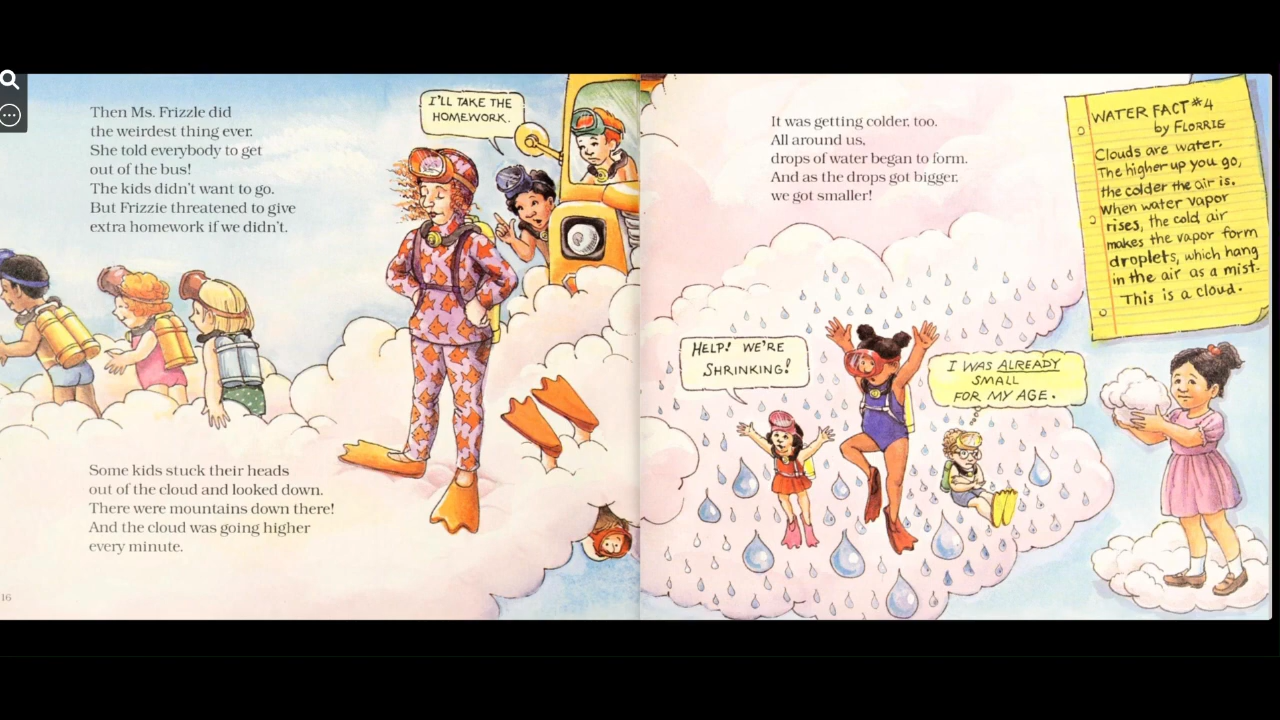 Then Ms. Frizzle did
the weirdest thing ever.
She told everybody to get
out of the bus!
The kids didn't want to go.
But Frizzie threatened to give
extra homework if we didn't.
I'LL TAKE THE
HOMEWORK.
Some kids stuck their heads
out of the cloud and looked down.
There were mountains down there!
And the cloud was going higher
every minute.
16
It was getting colder, too.
All around us,
drops of water began to form.
And as the drops got bigger,
we got smaller!
HELP! WE'RE
SHRINKING!
I WAS ALREADY
SMALL
FOR MY AGE.
WATER FACT #4
by FLORRIE
Clouds are water.
The higher up you go,
the colder the air is.
When water vapor
rises, the cold air
makes the vapor form
droplets, which hang
in the air as a mist.
This is a cloud.